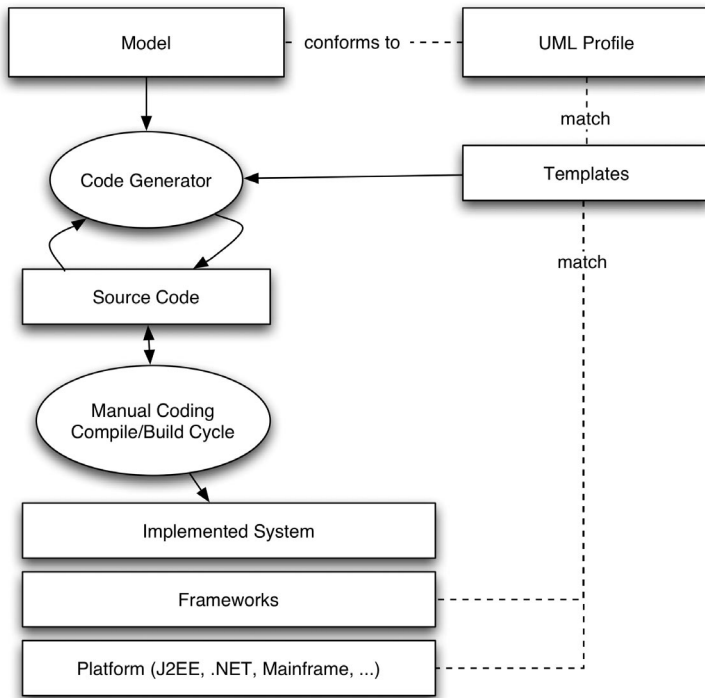 Model
conforms to
UML Profile
match
Code Generator
Templates
match
Source Code
Manual Coding
Compile/Build Cycle
Implemented System
Frameworks
Platform (J2EE, .NET, Mainframe, ...)